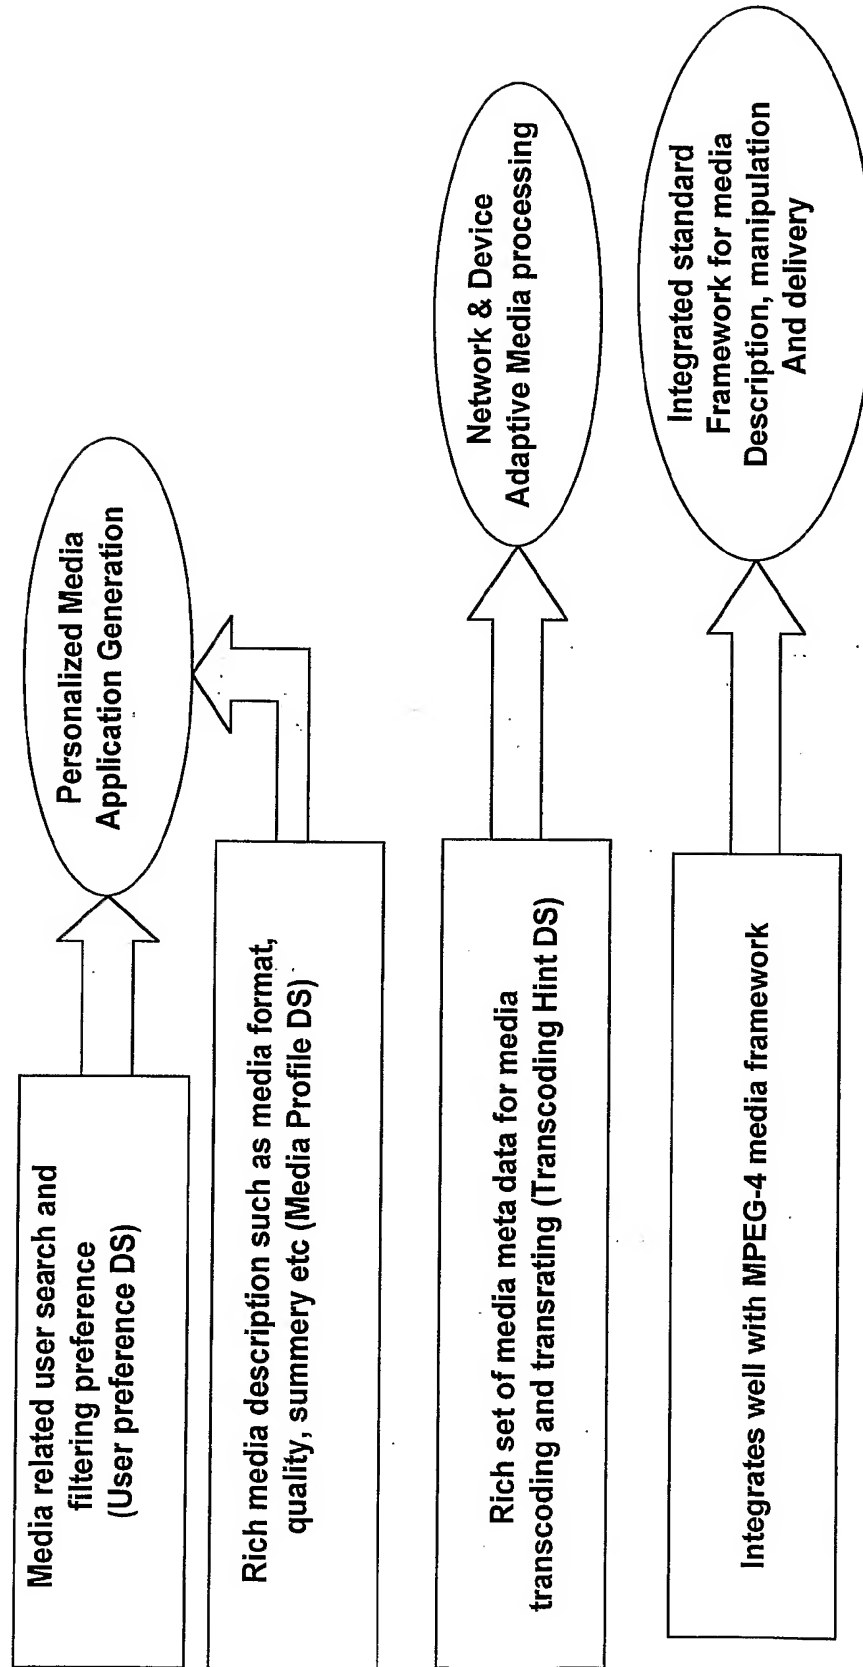 Media related user search and
filtering preference
(User preference DS)
Personalized Media
Application Generation
Rich media description such as media format,
quality, summery etc (Media Profile DS)
Rich set of media meta data for media
transcoding and transrating (Transcoding Hint DS)
Network & Device
Adaptive Media processing
Integrates well with MPEG-4 media framework
Integrated standard
Framework for media
Description, manipulation
And delivery